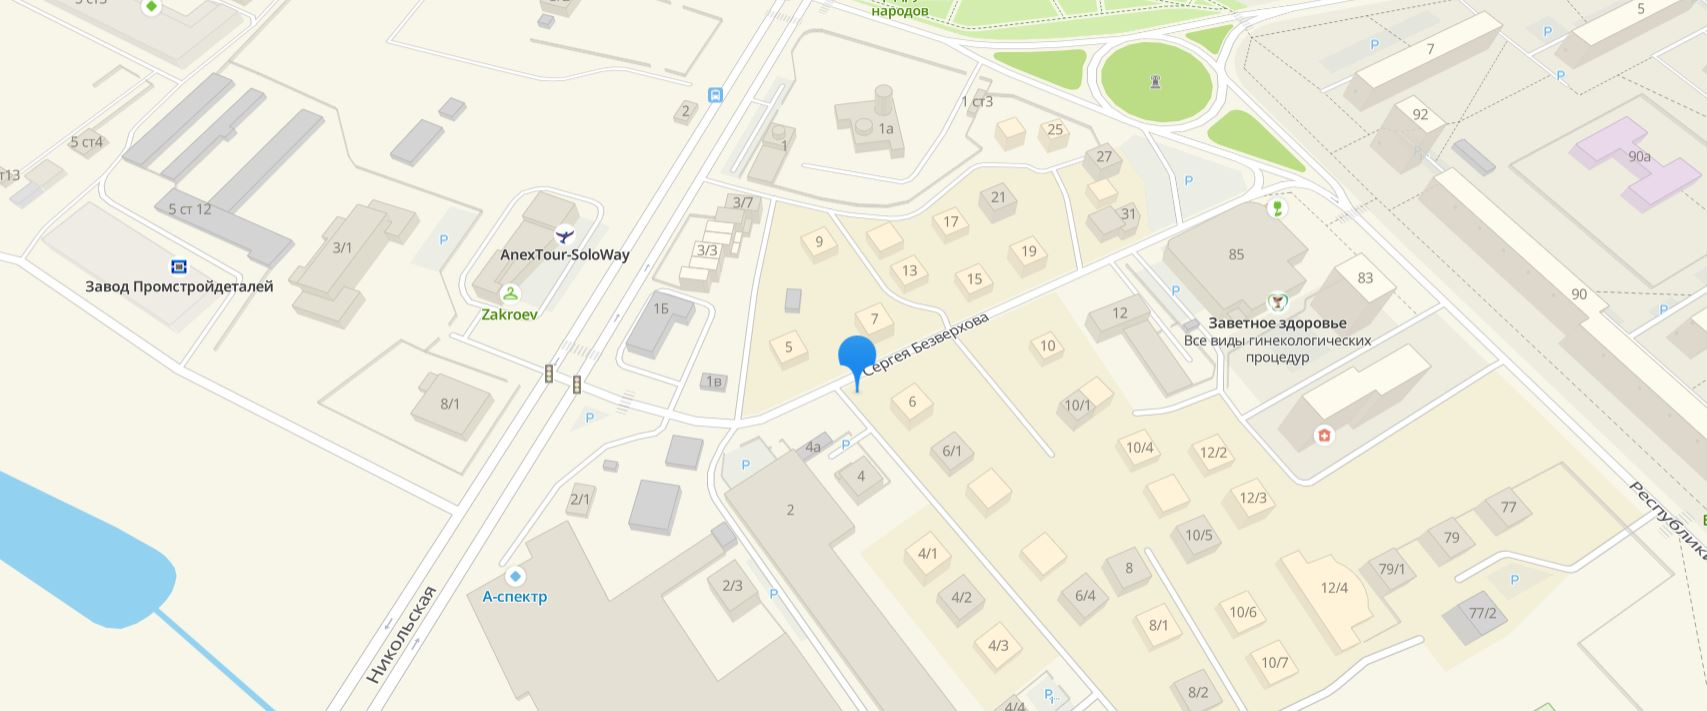 5 ст5
народов
5
7
1 ст3
2
1а
25
92
5 ст4
1
27
90а
т13
3/7
21
5 ст 12
31
17
3/1
9
3/3
19
85
AnexTour-SoloWay
13
15
83
Завод Промстройдеталей
90
Zakroev
1Б
7
12
Заветное здоровье
Все виды гинекологических
процедур
Сергея Безверхова
5
10
1в
8/1
6
10/1
4а
6/1
10/4
12/2
4
2/1
2
12/3
77
Республики
10/5
79
4/1
8
79/1
А-спектр
2/3
4/2
6/4
12/4
10/6
77/2
8/1
Никольская
4/3
10/7
8/2
4/4
P
P
P
P
P
P
P
P
P
P
P
P
P
P